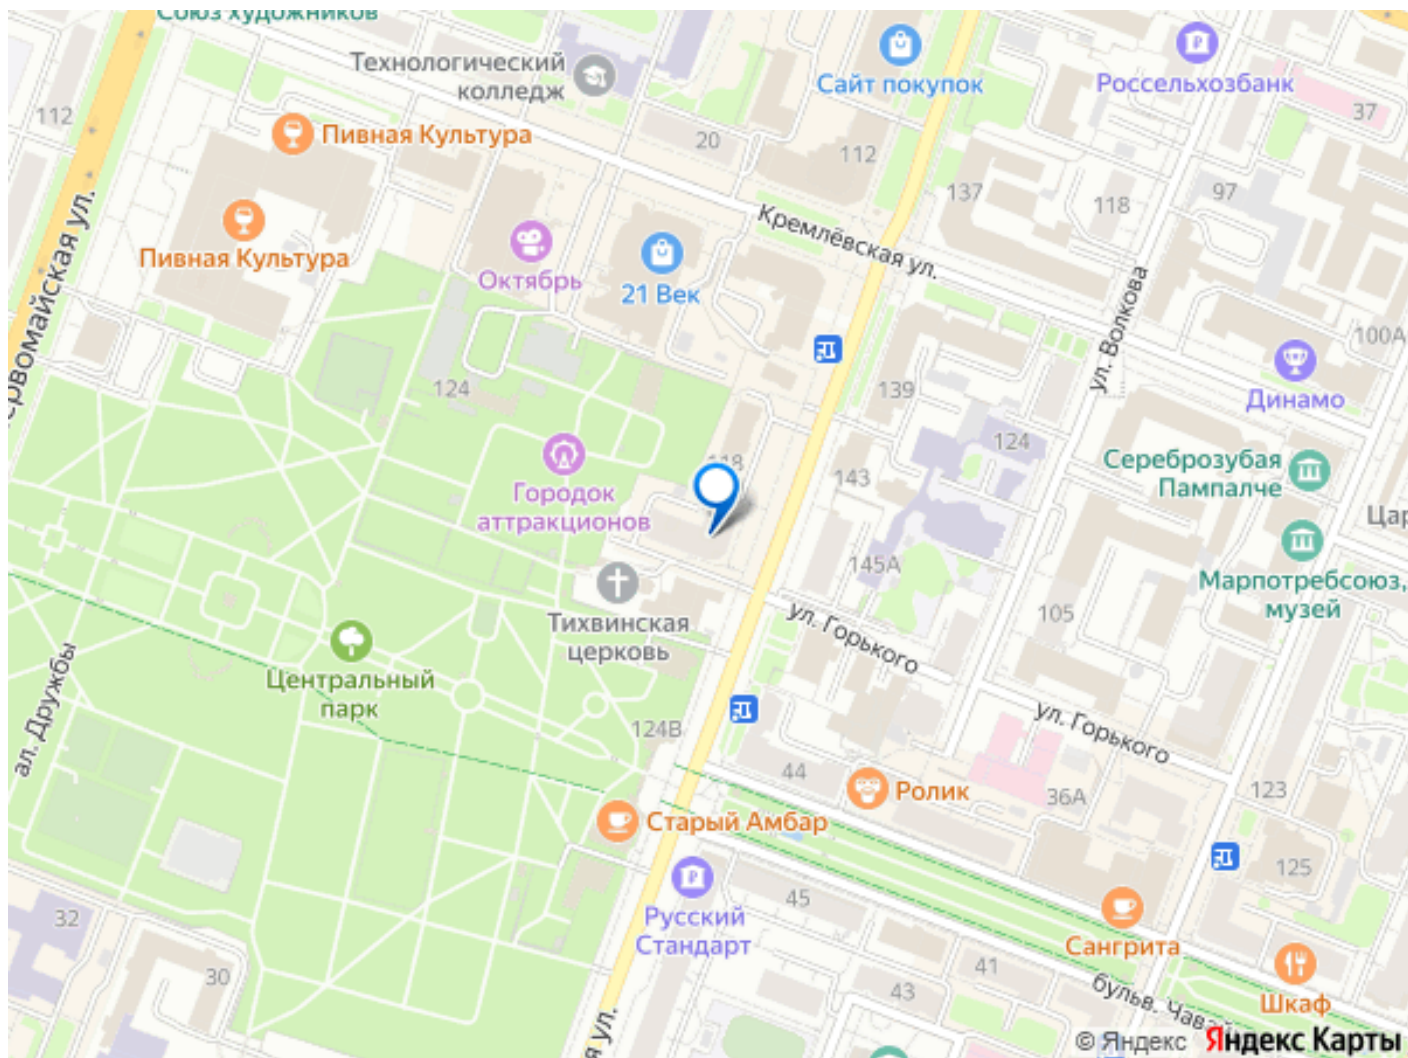 Союз художников
Технологический
колледж
Сайт покупок
Россельхозбанк
37
112
Пивная Культура
20
112
137
118
97
Пивная Культура
Октябрь
21 Век
Кремлёвская ул.
ул. Волкова
100А
124
139
Динамо
124
Сереброзубая
Пампалче
143
118
Городок
аттракционов
Цар
145А
Марпотребсоюз,
музей
105
Тихвинская
церковь
ул. Горького
Центральный
парк
ал. Дружбы
124В
ул. Горького
44
Ролик
36А
123
Старый Амбар
125
45
Русский
Стандарт
32
Сангрита
30
41
43
бульв. Чава
Шкаф
я ул.
ервомайская ул.
© Яндекс Яндекс Карты